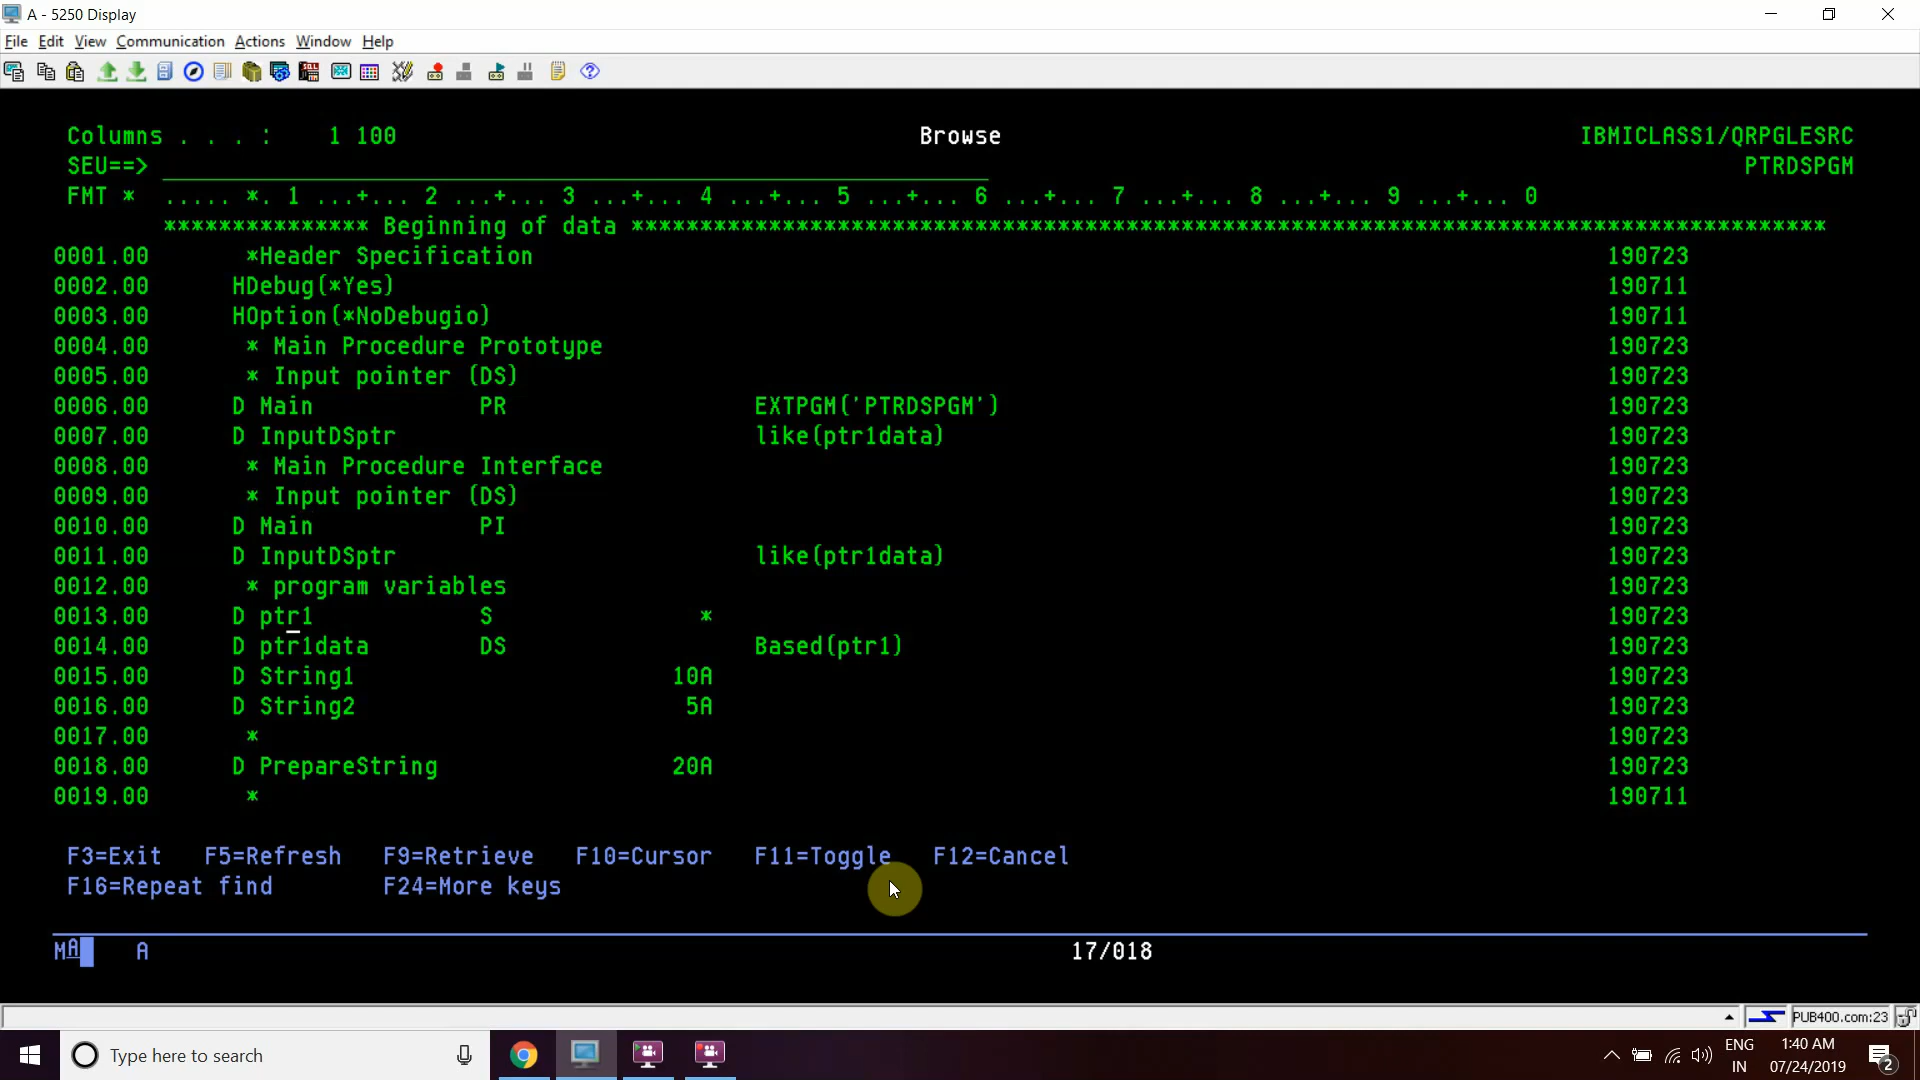 A - 5250 Display
File Edit View Communication Actions Window Help
Columns . . . : 1 100 Browse IBMICLASS1/QRPGLESRC
SEU==> PTRDSPGM
FMT * ..... *. 1 ...+... 2 ...+... 3 ...+... 4 ...+... 5 ...+... 6 ...+... 7 ...+... 8 ...+... 9 ...+... 0
*************** Beginning of data ***************************************************************************************
0001.00 *Header Specification 190723
0002.00 HDebug(*Yes) 190711
0003.00 HOption(*NoDebugio) 190711
0004.00 * Main Procedure Prototype 190723
0005.00 * Input pointer (DS) 190723
0006.00 D Main PR EXTPGM('PTRDSPGM') 190723
0007.00 D InputDSptr like(ptr1data) 190723
0008.00 * Main Procedure Interface 190723
0009.00 * Input pointer (DS) 190723
0010.00 D Main PI 190723
0011.00 D InputDSptr like(ptr1data) 190723
0012.00 * program variables 190723
0013.00 D ptr1 S * 190723
0014.00 D ptr1data DS Based(ptr1) 190723
0015.00 D String1 10A 190723
0016.00 D String2 5A 190723
0017.00 * 190723
0018.00 D PrepareString 20A 190723
0019.00 * 190711
F3=Exit F5=Refresh F9=Retrieve F10=Cursor F11=Toggle F12=Cancel
F16=Repeat find F24=More keys
MA A 17/018
PUB400.com:23
Type here to search
ENG
IN
1:40 AM
07/24/2019
2